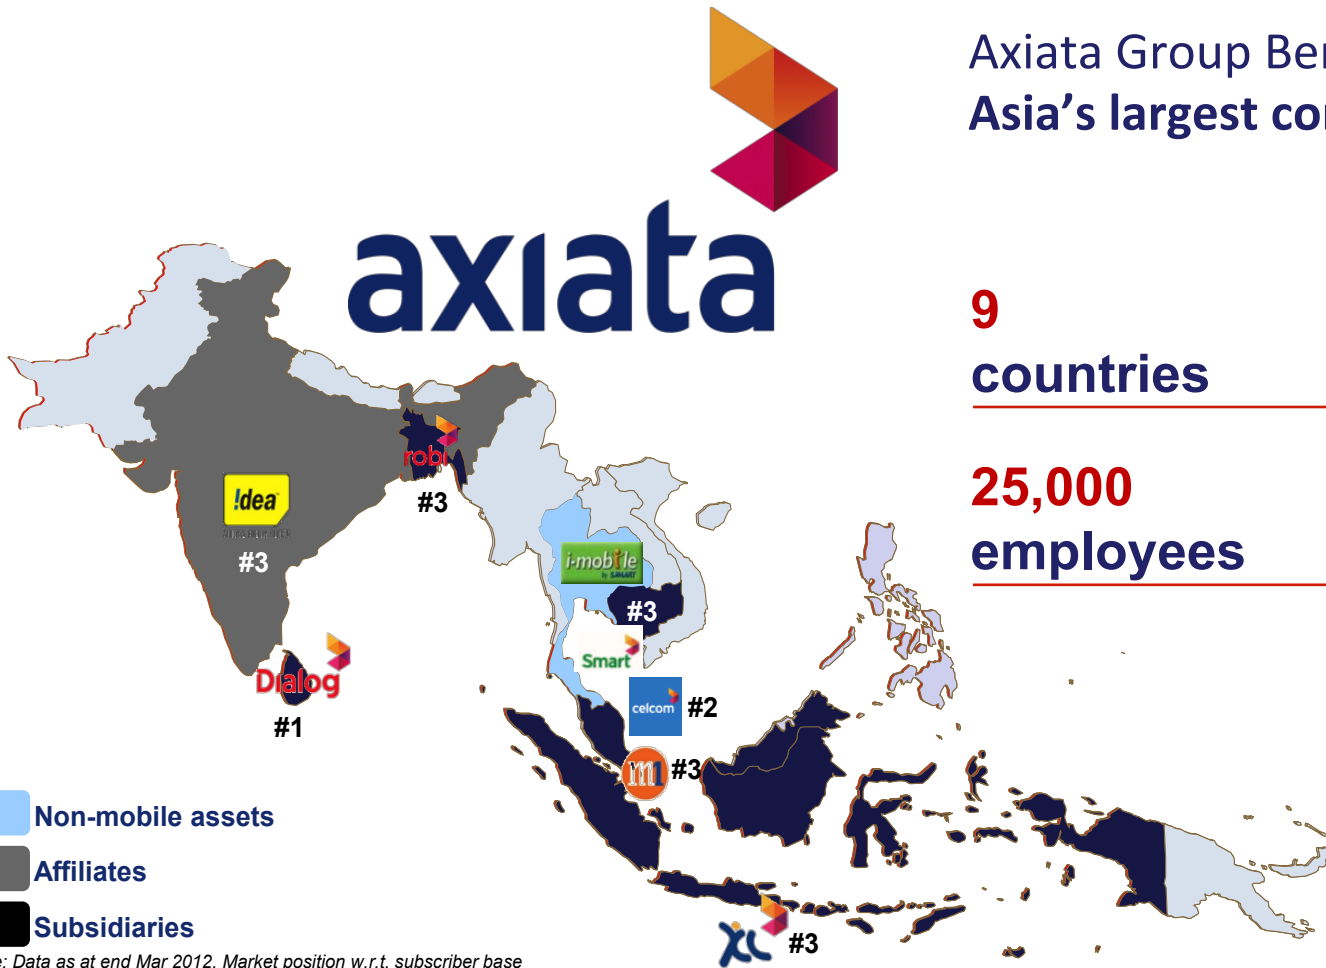 Axiata Group Ber
Asia's largest co
axiata
9
countries
25,000
employees
robi
#3
!dea
#3
i-mobile
by SAMART
#3
Smart
Dialog
#1
celcom
#2
m1
#3
Non-mobile assets
Affiliates
Subsidiaries
XL
#3
e: Data as at end Mar 2012. Market position w.r.t. subscriber base